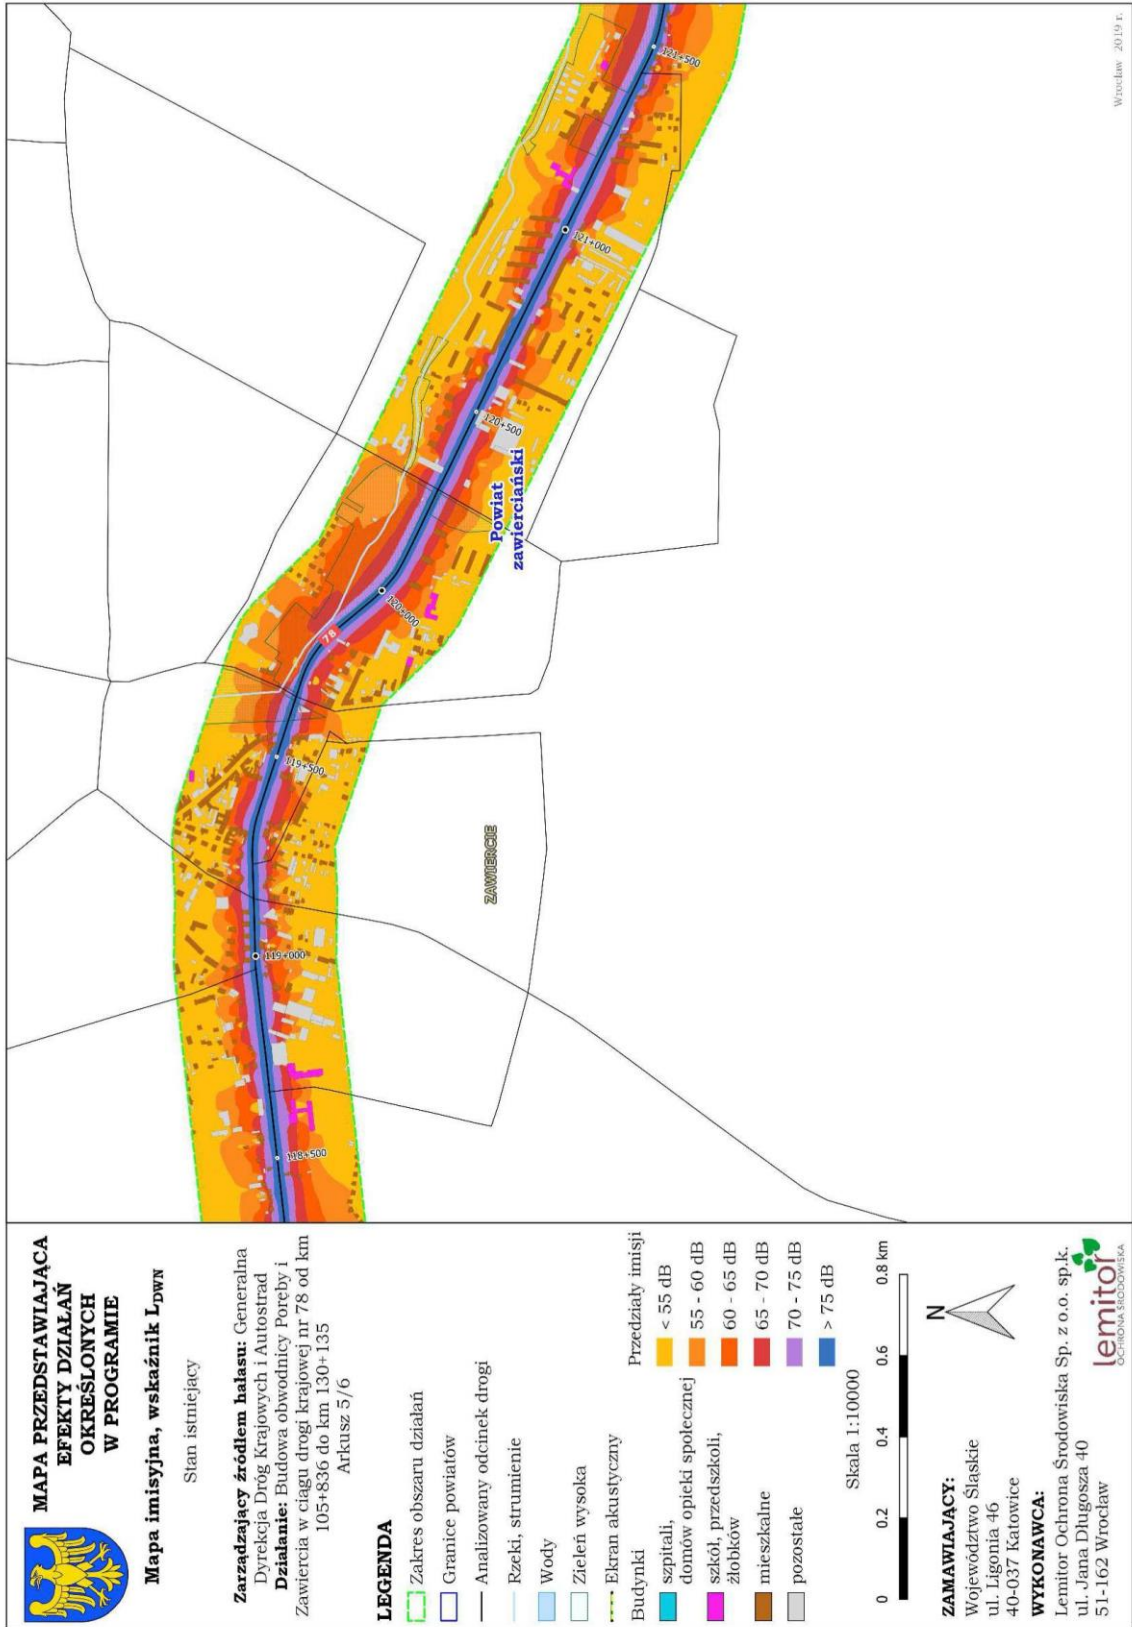 MAPA PRZEDSTAWIAJĄCA
EFEKTY DZIAŁAŃ
OKREŚLONYCH
W PROGRAMIE
Mapa imisyjna, wskaźnik LDWN
Stan istniejący
Zarządzający źródłem hałasu: Generalna
Dyrekcja Dróg Krajowych i Autostrad
Działanie: Budowa obwodnicy Poręby i
Zawiercia w ciągu drogi krajowej nr 78 od km
105+836 do km 130+135
Arkusz 5/6
LEGENDA
Zakres obszaru działań
Granice powiatów
Analizowany odcinek drogi
Rzeki, strumienie
Wody
Zieleń wysoka
Ekran akustyczny
Budynki
szpitali,
domów opieki społecznej
szkół, przedszkoli,
żłobków
mieszkalne
pozostałe
Przedziały imisji
< 55 dB
55 - 60 dB
60 - 65 dB
65 - 70 dB
70 - 75 dB
> 75 dB
Skala 1:10000
0 0.2 0.4 0.6 0.8 km
N
ZAMAWIAJĄCY:
Województwo Śląskie
ul. Ligonia 46
40-037 Katowice
WYKONAWCA:
Lemitor Ochrona Środowiska Sp. z o.o. sp.k.
ul. Jana Długosza 40
51-162 Wrocław
lemitor
OCHRONA ŚRODOWISKA
118+500
119+000
119+500
78
120+000
120+500
121+000
121+500
Powiat
zawierciański
ZAWIERCIE
Wrocław 2019 r.